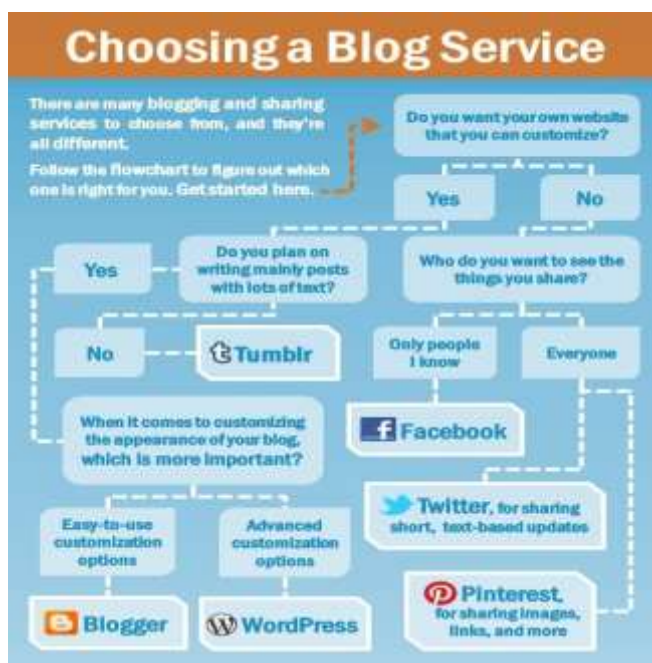 Choosing a Blog Service
There are many blogging and sharing
services to choose from, and they're
all different.
Follow the flowchart to figure out which
one is right for you. Get started here.
Do you want your own website
that you can customize?
Yes
No
Do you plan on
writing mainly posts
with lots of text?
Who do you want to see the
things you share?
Yes
No
Tumblr
Only people
I know
Everyone
Facebook
When it comes to customizing
the appearance of your blog,
which is more important?
Twitter, for sharing
short, text-based updates
Easy-to-use
customization
options
Advanced
customization
options
Blogger
WordPress
Pinterest,
for sharing images,
links, and more